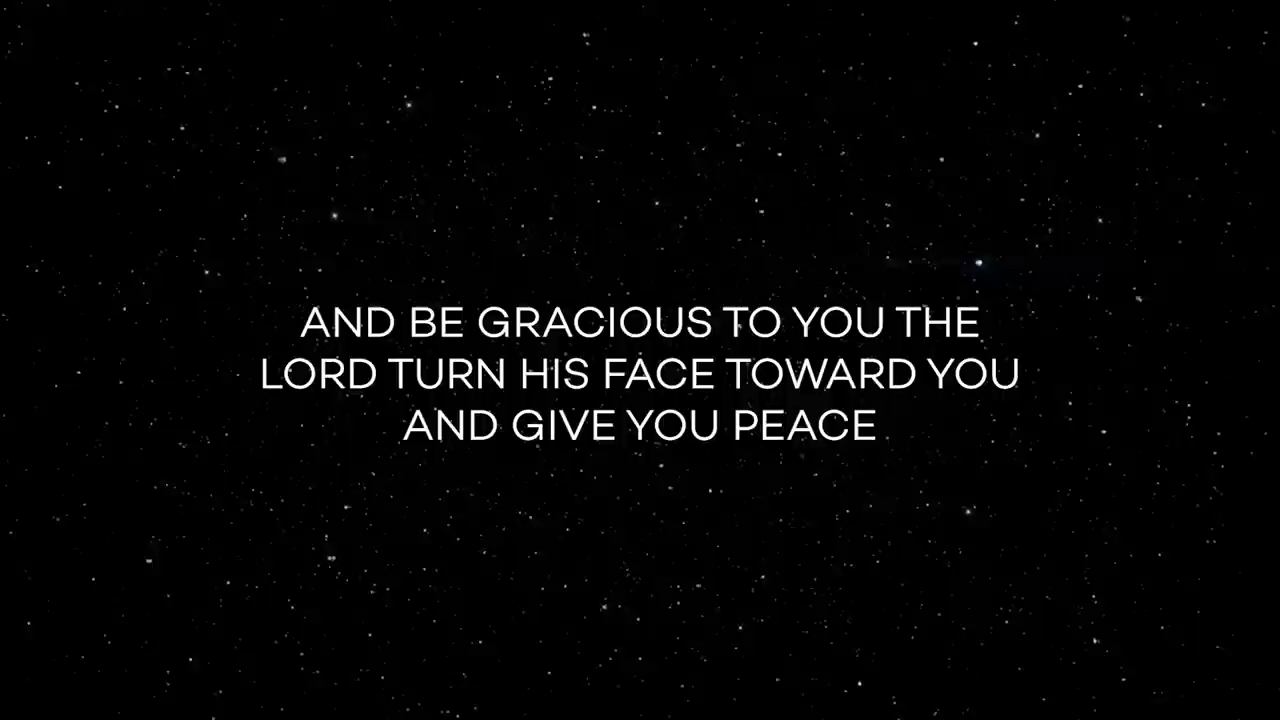 AND BE GRACIOUS TO YOU THE
LORD TURN HIS FACE TOWARD YOU
AND GIVE YOU PEACE